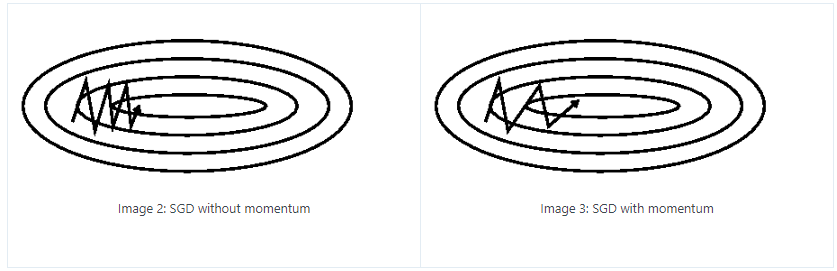 Image 2: SGD without momentum
Image 3: SGD with momentum